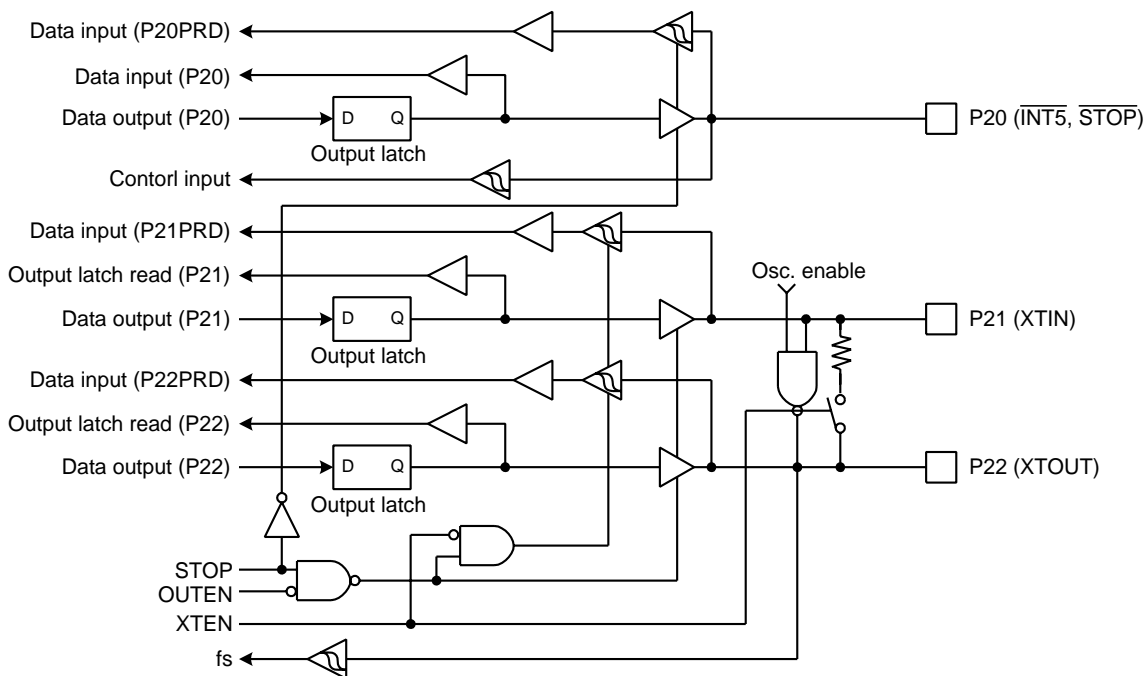 Data input (P20PRD)
Data input (P20)
Data output (P20)
D Q
Output latch
P20 (INT5, STOP)
Contorl input
Data input (P21PRD)
Output latch read (P21)
Osc. enable
Data output (P21)
D Q
Output latch
P21 (XTIN)
Data input (P22PRD)
Output latch read (P22)
Data output (P22)
D Q
Output latch
P22 (XTOUT)
STOP
OUTEN
XTEN
fs